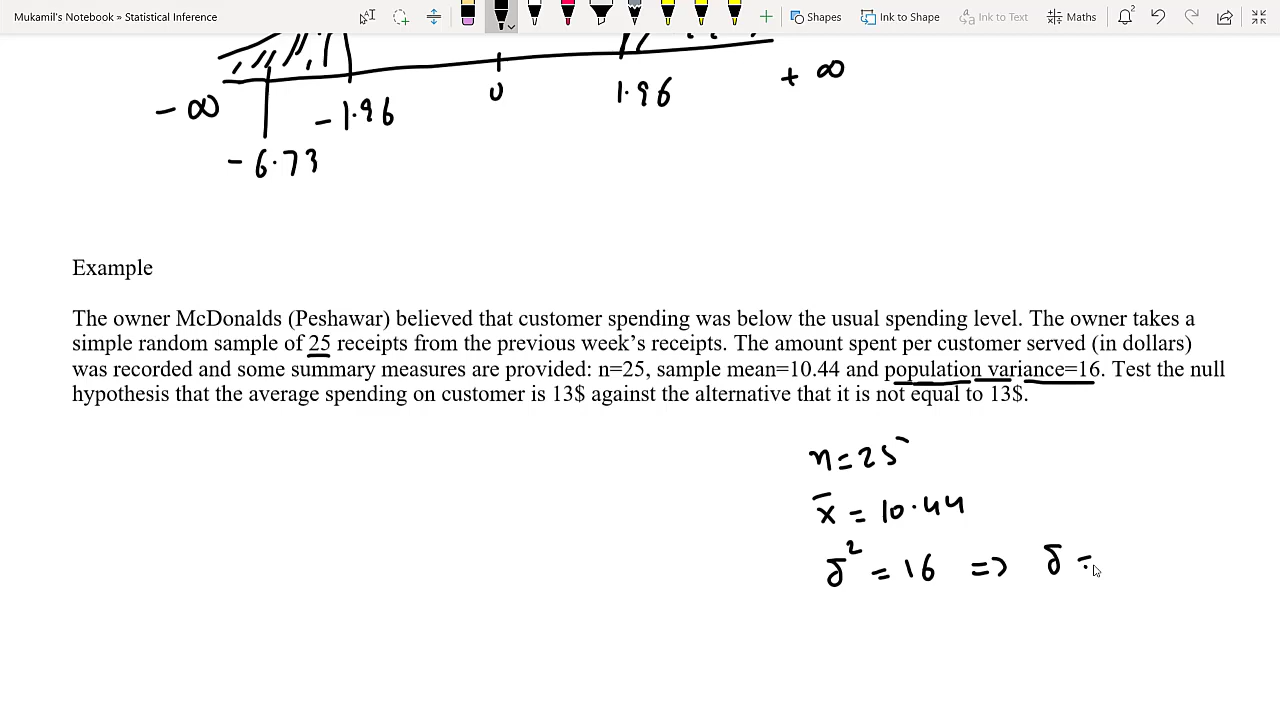 Mukamil's Notebook » Statistical Inference
Shapes Ink to Shape Ink to Text Maths
- ∞ - 1.96 0 1.96 + ∞
- 6.73
Example
The owner McDonalds (Peshawar) believed that customer spending was below the usual spending level. The owner takes a
simple random sample of 25 receipts from the previous week's receipts. The amount spent per customer served (in dollars)
was recorded and some summary measures are provided: n=25, sample mean=10.44 and population variance=16. Test the null
hypothesis that the average spending on customer is 13$ against the alternative that it is not equal to 13$.
n = 25
x̄ = 10.44
σ² = 16 => σ =